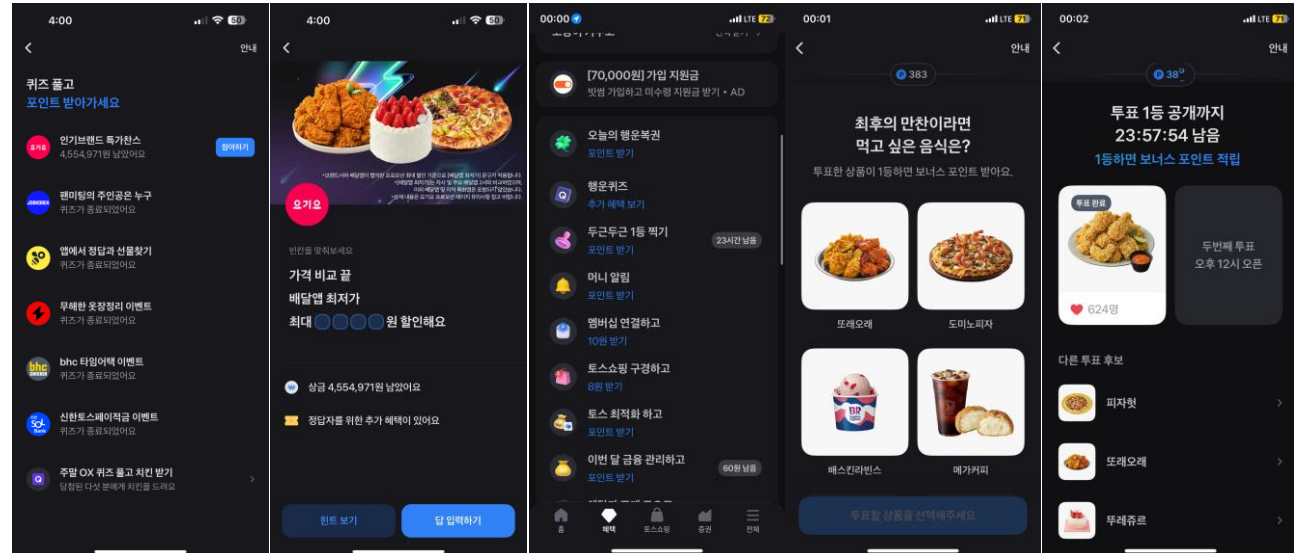 4:00
50
안내
퀴즈 풀고
포인트 받아가세요
요기요
인기브랜드 특가찬스
4,554,971원 남았어요
참여하기
팬미팅의 주인공은 누구
퀴즈가 종료되었어요
앱에서 정답과 선물찾기
퀴즈가 종료되었어요
무해한 옷장정리 이벤트
퀴즈가 종료되었어요
bhc
bhc 타임어택 이벤트
퀴즈가 종료되었어요
SOL
Bank
신한토스페이적금 이벤트
퀴즈가 종료되었어요
Q
주말 OX 퀴즈 풀고 치킨 받기
당첨된 다섯 분에게 치킨을 드려요
4:00
50
요기요
빈칸을 맞춰보세요
가격 비교 끝
배달앱 최저가
최대 원 할인해요
상금 4,554,971원 남았어요
정답자를 위한 추가 혜택이 있어요
힌트 보기
답 입력하기
00:00
LTE 72
[70,000원] 가입 지원금
빗썸 가입하고 미수령 지원금 받기 • AD
오늘의 행운복권
포인트 받기
Q
행운퀴즈
추가 혜택 보기
두근두근 1등 찍기
포인트 받기
23시간 남음
머니 알림
포인트 받기
멤버십 연결하고
10원 받기
토스쇼핑 구경하고
8원 받기
토스 최적화 하고
포인트 받기
이번 달 금융 관리하고
포인트 받기
60원 남음
홈
혜택
토스쇼핑
증권
전체
00:01
LTE 71
안내
P 383
최후의 만찬이라면
먹고 싶은 음식은?
투표한 상품이 1등하면 보너스 포인트 받아요.
또래오래
도미노피자
BR
배스킨라빈스
메가커피
투표할 상품을 선택해주세요
00:02
LTE 71
안내
투표 1등 공개까지
23:57:54 남음
1등하면 보너스 포인트 적립
투표 완료
두번째 투표
오후 12시 오픈
624명
다른 투표 후보
피자헛
또래오래
뚜레쥬르